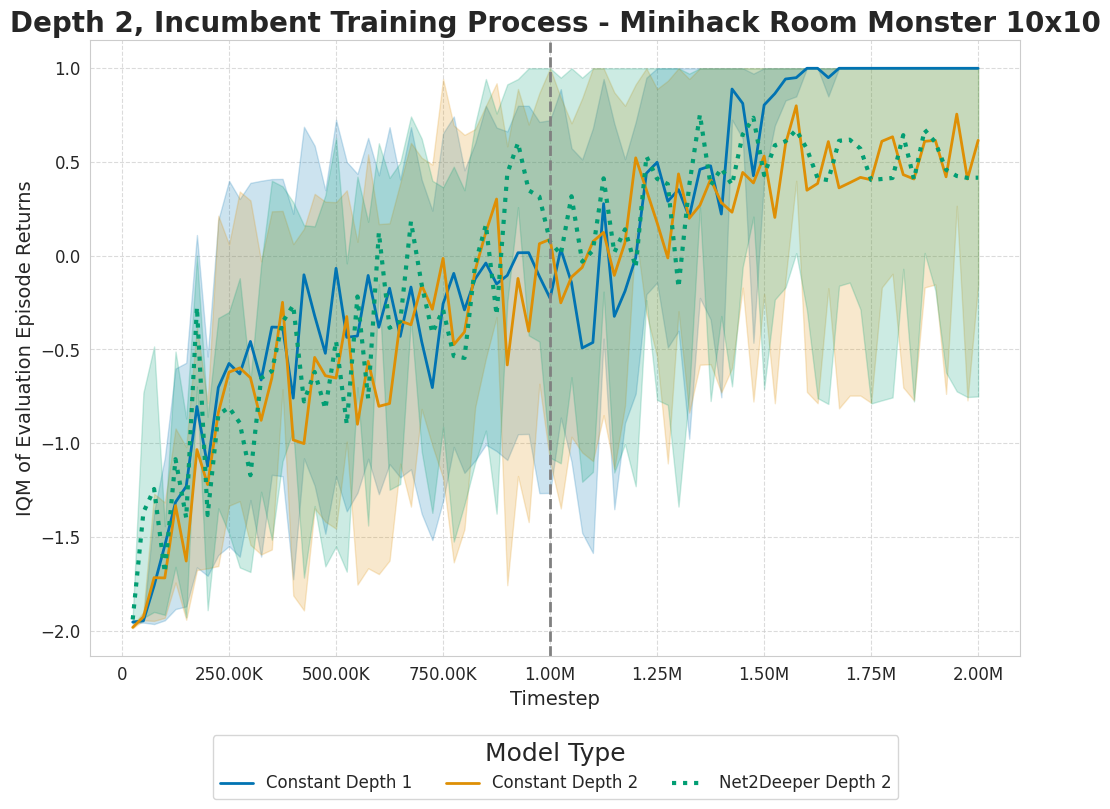 Depth 2, Incumbent Training Process - Minihack Room Monster 10x10
IQM of Evaluation Episode Returns
1.0
0.5
0.0
−0.5
−1.0
−1.5
−2.0
0 250.00K 500.00K 750.00K 1.00M 1.25M 1.50M 1.75M 2.00M
Timestep
Model Type
Constant Depth 1 Constant Depth 2 Net2Deeper Depth 2